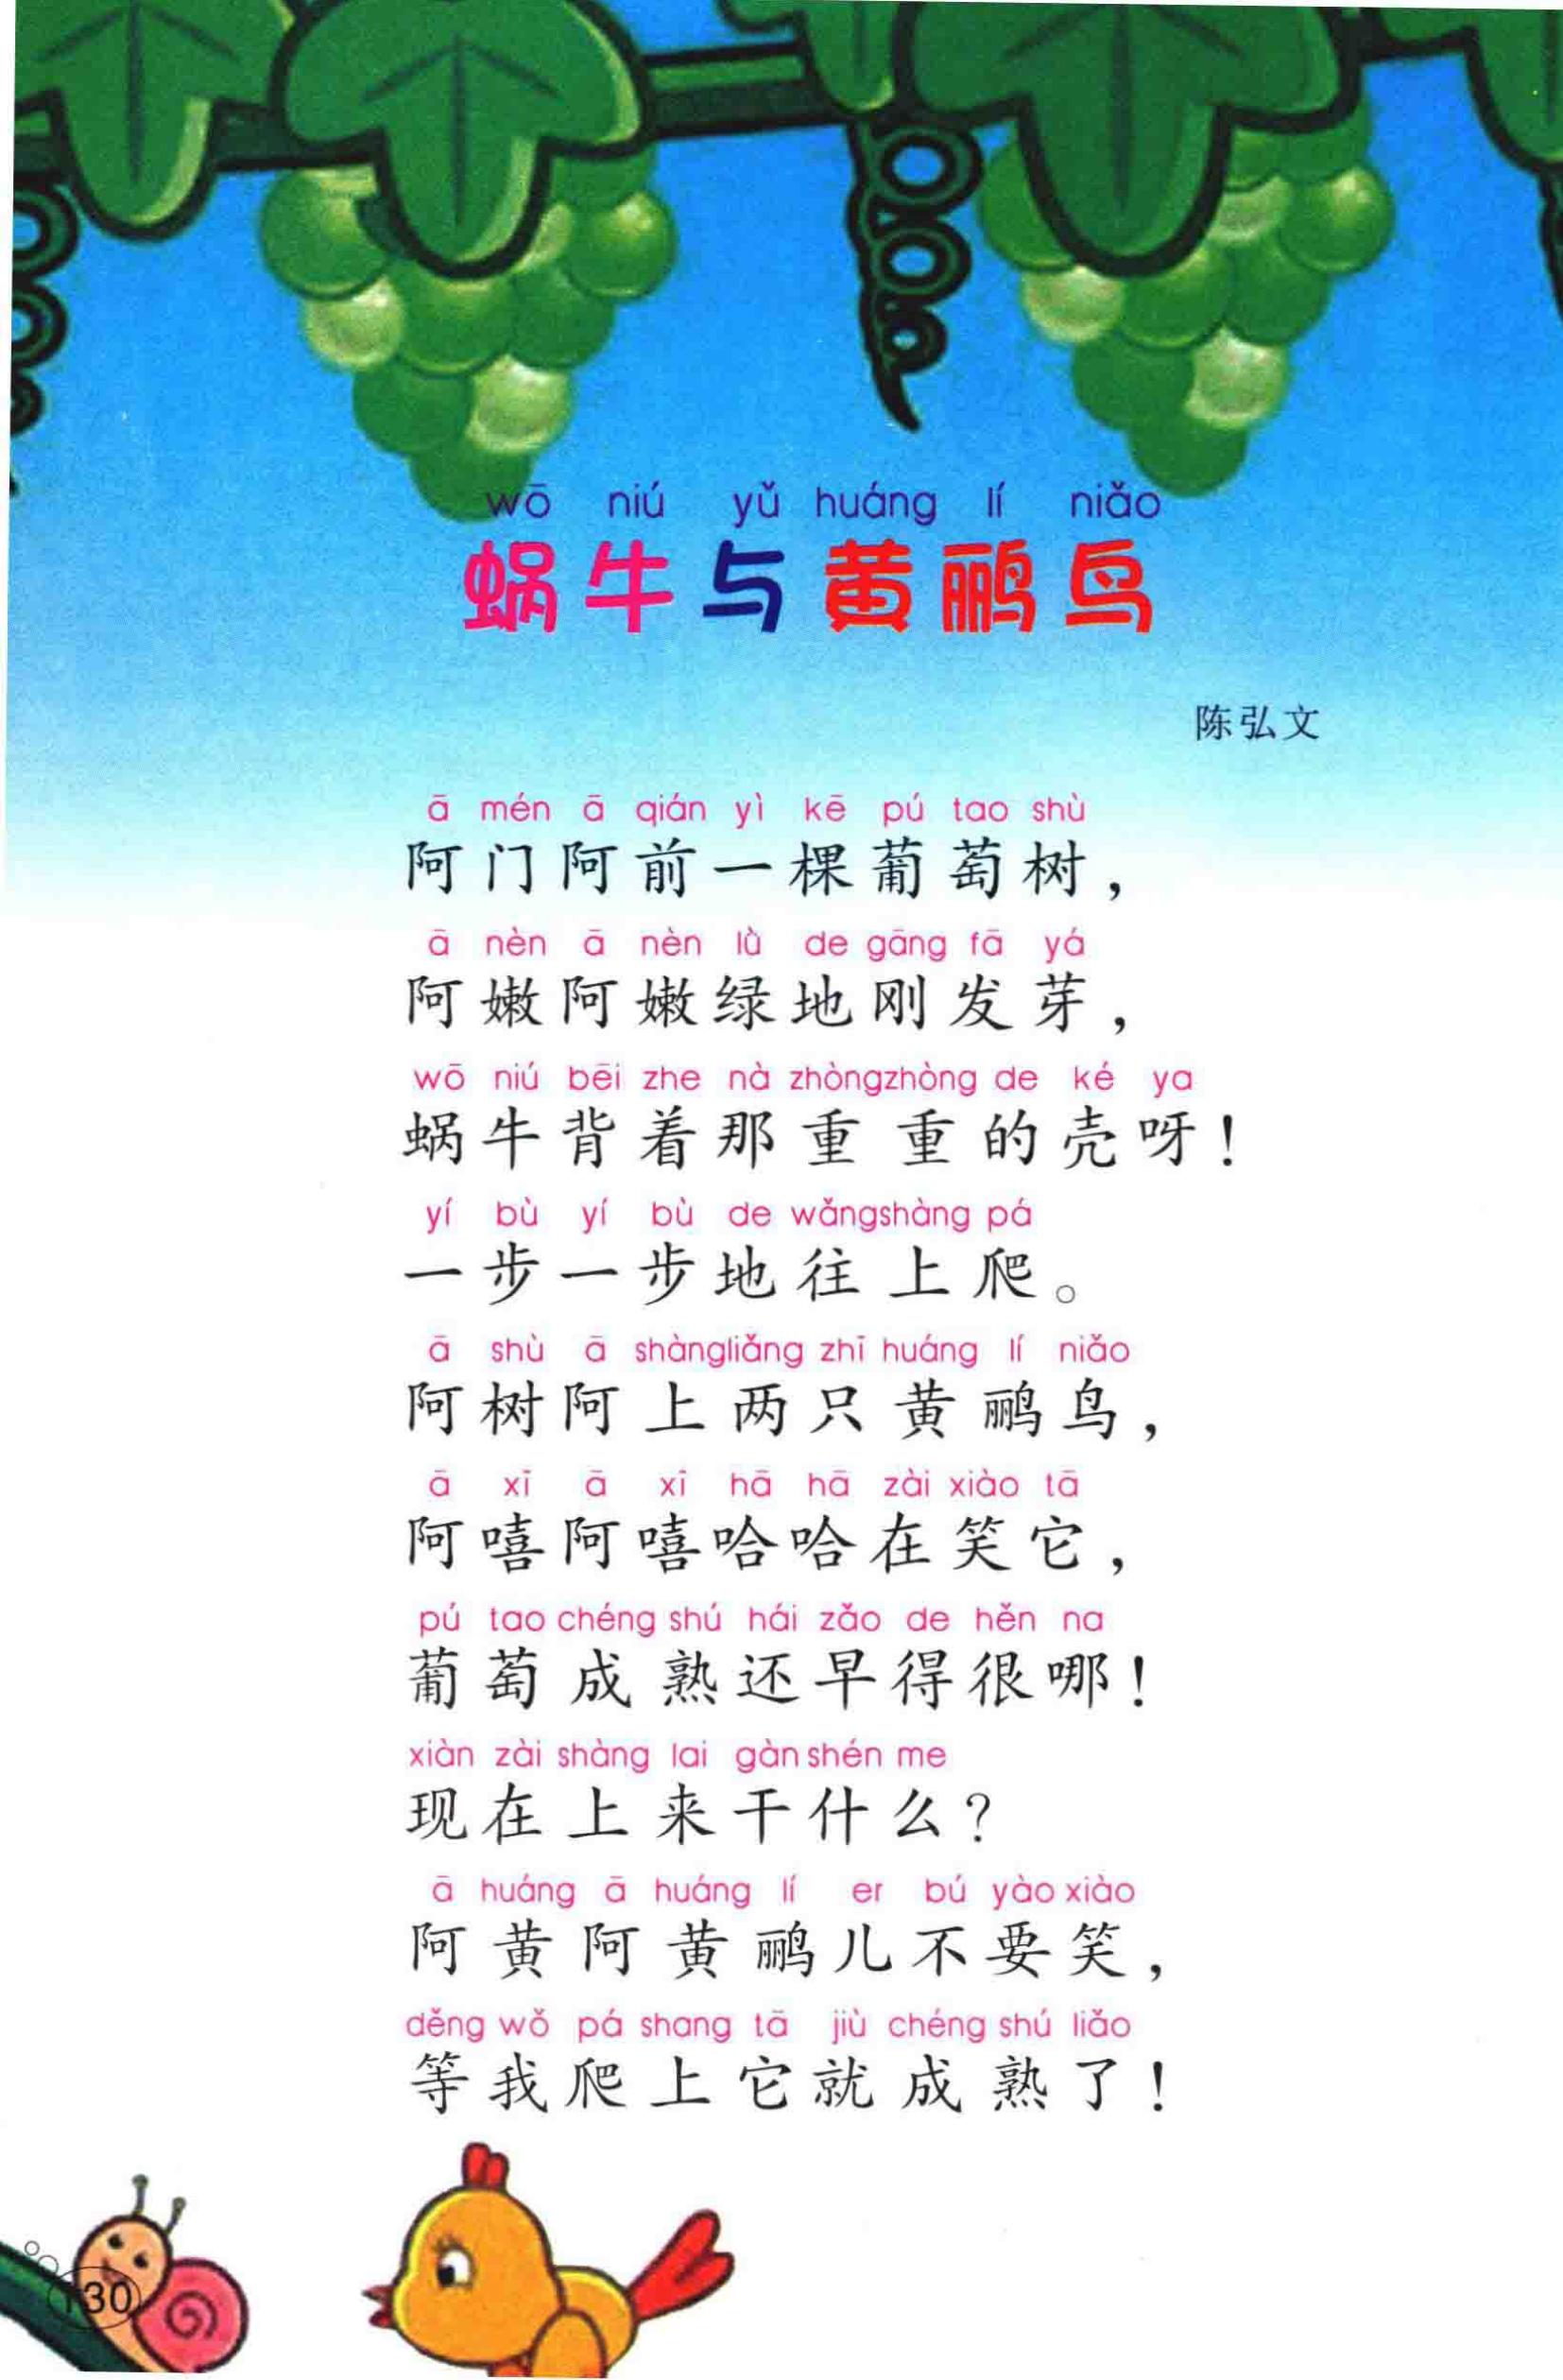 wō niú yǔ huáng lí niǎo
蜗牛与黄鹂鸟
陈弘文
ā mén ā qián yì kē pú tao shù
阿门阿前一棵葡萄树，
ā nèn ā nèn lǜ de gāng fā yá
阿嫩阿嫩绿地刚发芽，
wō niú bēi zhe nà zhòngzhòng de ké ya
蜗牛背着那重重的壳呀！
yí bù yí bù de wǎngshàng pá
一步一步地往上爬。
ā shù ā shàngliǎng zhī huáng lí niǎo
阿树阿上两只黄鹂鸟，
ā xī ā xī hā hā zài xiào tā
阿嘻阿嘻哈哈在笑它，
pú tao chéng shú hái zǎo de hěn na
葡萄成熟还早得很哪！
xiàn zài shàng lai gàn shén me
现在上来干什么？
ā huáng ā huáng lí er bú yào xiào
阿黄阿黄鹂儿不要笑，
děng wǒ pá shang tā jiù chéng shú liǎo
等我爬上它就成熟了！
130